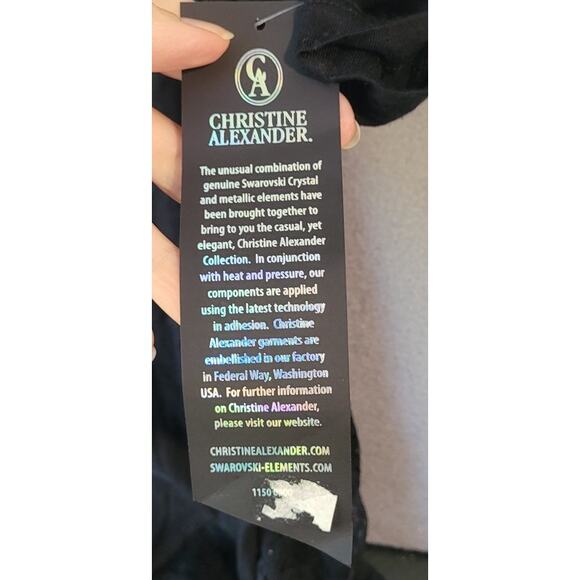 CA
CHRISTINE
ALEXANDER.
The unusual combination of
genuine Swarovski Crystal
and metallic elements have
been brought together to
bring to you the casual, yet
elegant, Christine Alexander
Collection. In conjunction
with heat and pressure, our
components are applied
using the latest technology
in adhesion. Christine
Alexander garments are
embellished in our factory
in Federal Way, Washington
USA. For further information
on Christine Alexander,
please visit our website.
CHRISTINEALEXANDER.COM
SWAROVSKI-ELEMENTS.COM
1150